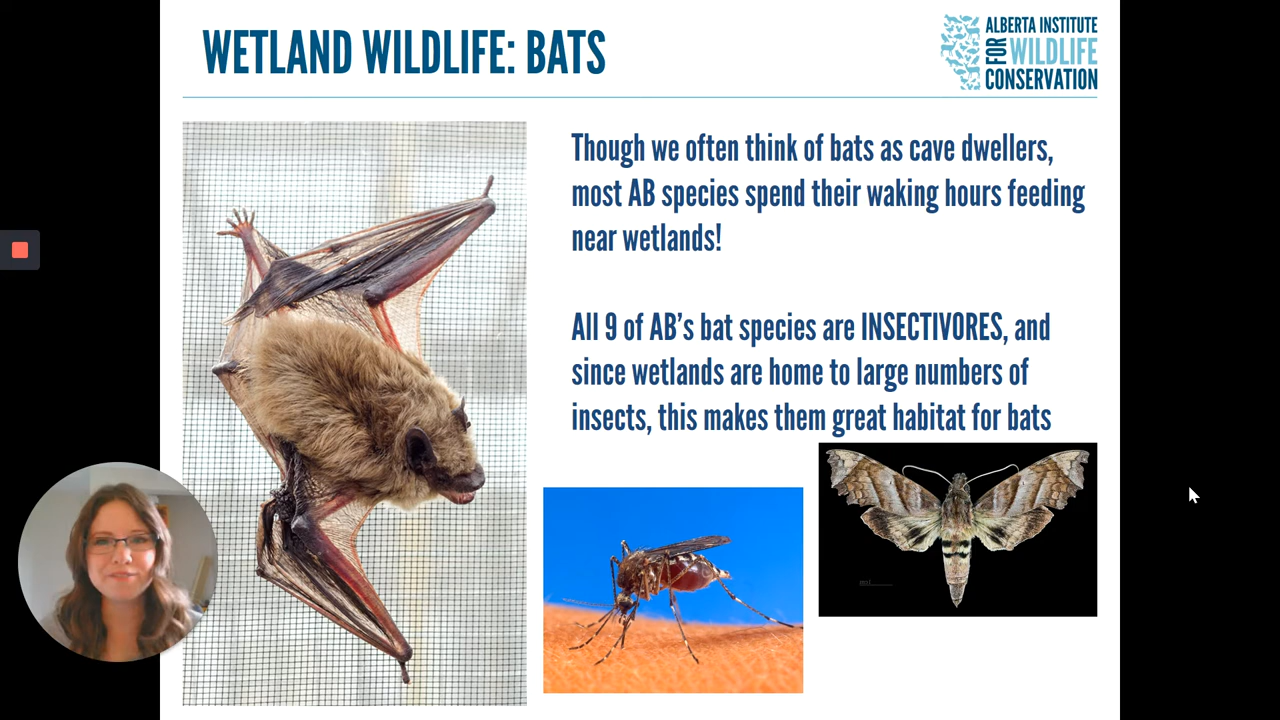 WETLAND WILDLIFE: BATS
ALBERTA INSTITUTE
FOR WILDLIFE
CONSERVATION
Though we often think of bats as cave dwellers,
most AB species spend their waking hours feeding
near wetlands!
All 9 of AB's bat species are INSECTIVORES, and
since wetlands are home to large numbers of
insects, this makes them great habitat for bats